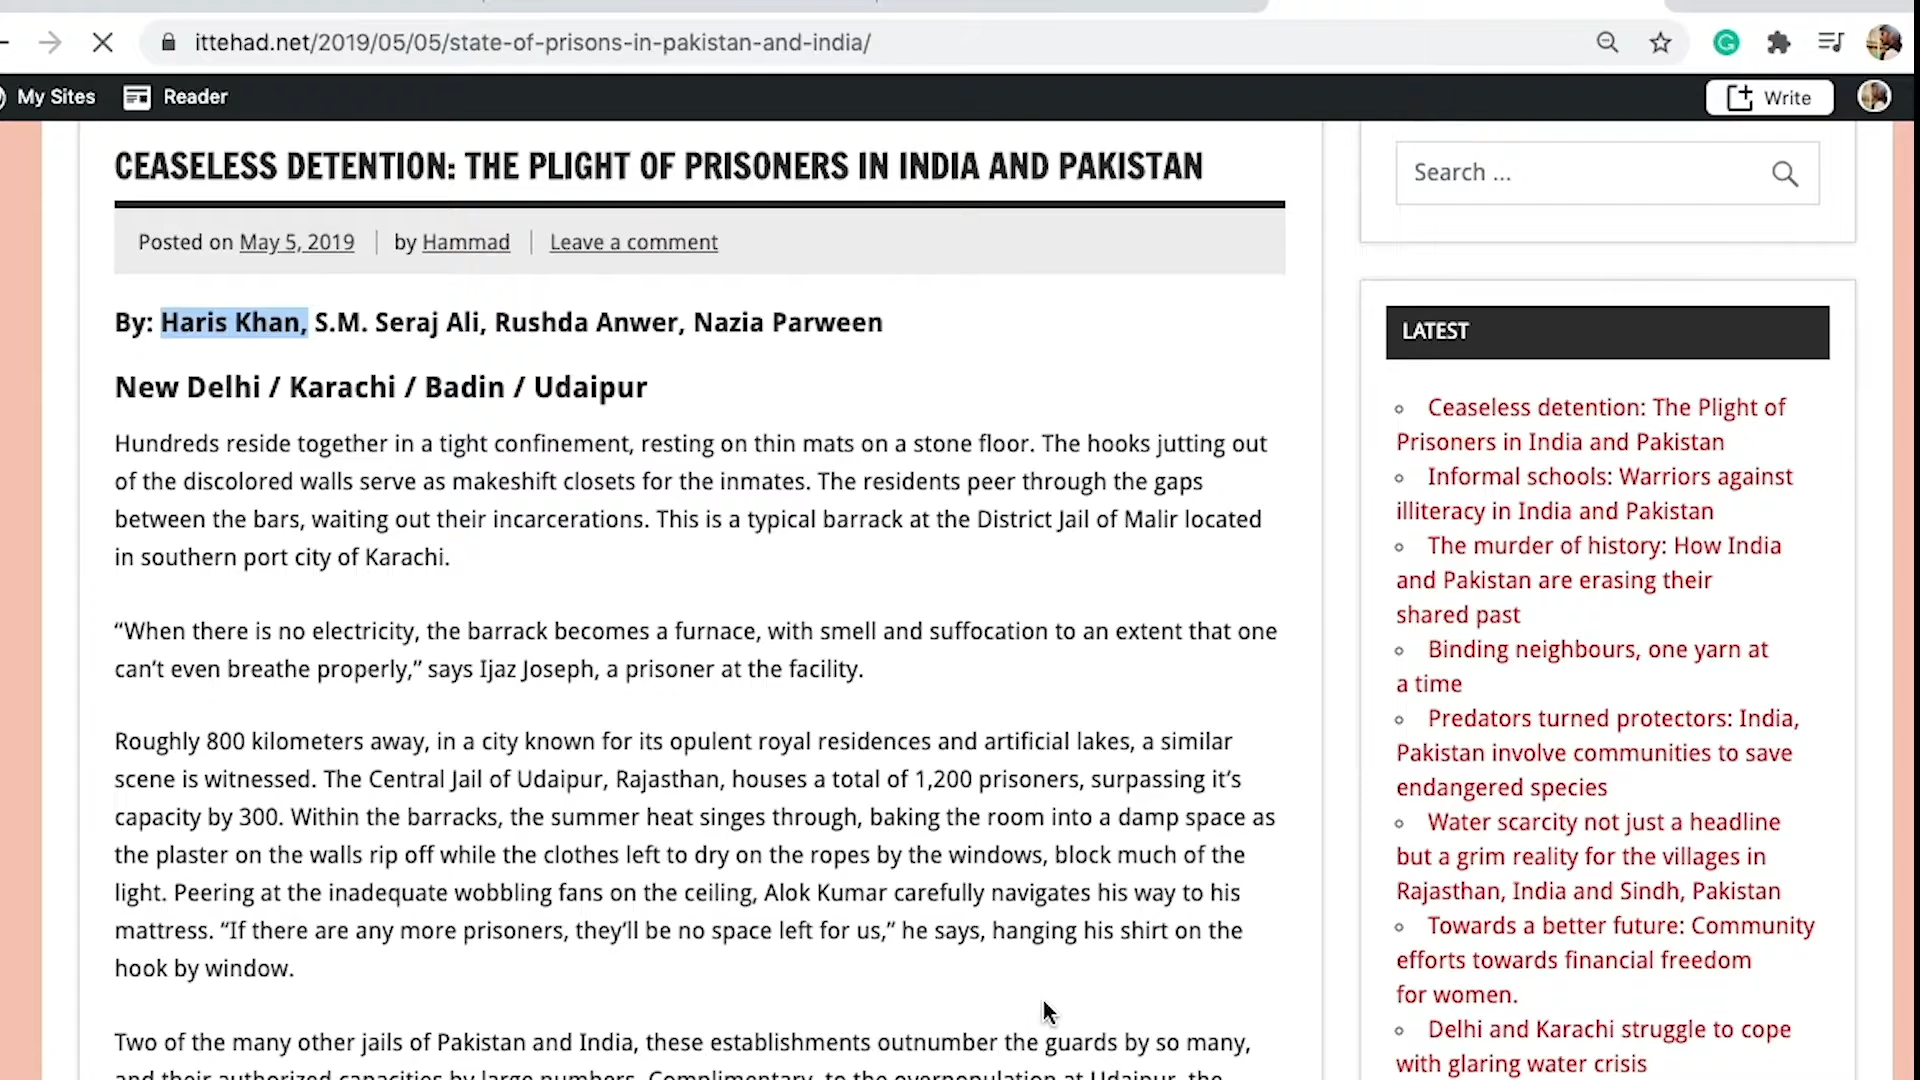 ittehad.net/2019/05/05/state-of-prisons-in-pakistan-and-india/
My Sites
Reader
Write
CEASELESS DETENTION: THE PLIGHT OF PRISONERS IN INDIA AND PAKISTAN
Posted on May 5, 2019 | by Hammad | Leave a comment
By: Haris Khan, S.M. Seraj Ali, Rushda Anwer, Nazia Parween
New Delhi / Karachi / Badin / Udaipur
Hundreds reside together in a tight confinement, resting on thin mats on a stone floor. The hooks jutting out
of the discolored walls serve as makeshift closets for the inmates. The residents peer through the gaps
between the bars, waiting out their incarcerations. This is a typical barrack at the District Jail of Malir located
in southern port city of Karachi.
“When there is no electricity, the barrack becomes a furnace, with smell and suffocation to an extent that one
can’t even breathe properly,” says Ijaz Joseph, a prisoner at the facility.
Roughly 800 kilometers away, in a city known for its opulent royal residences and artificial lakes, a similar
scene is witnessed. The Central Jail of Udaipur, Rajasthan, houses a total of 1,200 prisoners, surpassing it’s
capacity by 300. Within the barracks, the summer heat singes through, baking the room into a damp space as
the plaster on the walls rip off while the clothes left to dry on the ropes by the windows, block much of the
light. Peering at the inadequate wobbling fans on the ceiling, Alok Kumar carefully navigates his way to his
mattress. “If there are any more prisoners, they’ll be no space left for us,” he says, hanging his shirt on the
hook by window.
Two of the many other jails of Pakistan and India, these establishments outnumber the guards by so many,
and their authorized capacities by large numbers. Complimentary, to the overpopulation at Udaipur, the
Search ...
LATEST
Ceaseless detention: The Plight of
Prisoners in India and Pakistan
Informal schools: Warriors against
illiteracy in India and Pakistan
The murder of history: How India
and Pakistan are erasing their
shared past
Binding neighbours, one yarn at
a time
Predators turned protectors: India,
Pakistan involve communities to save
endangered species
Water scarcity not just a headline
but a grim reality for the villages in
Rajasthan, India and Sindh, Pakistan
Towards a better future: Community
efforts towards financial freedom
for women.
Delhi and Karachi struggle to cope
with glaring water crisis